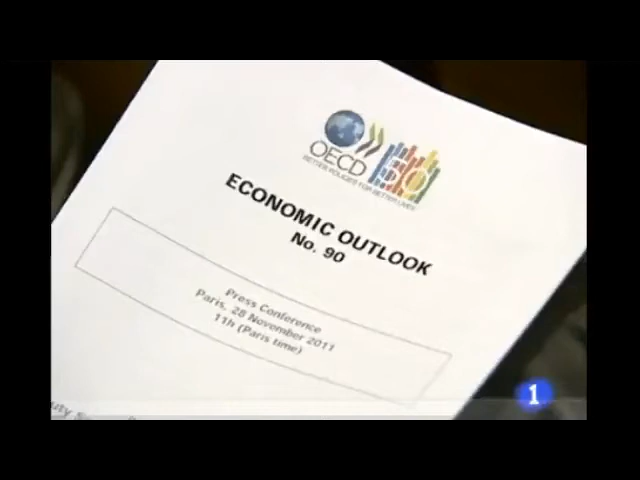 OECD
50
BETTER POLICIES FOR BETTER LIVES
ECONOMIC OUTLOOK
No. 90
Press Conference
Paris, 28 November 2011
11h (Paris time)
1